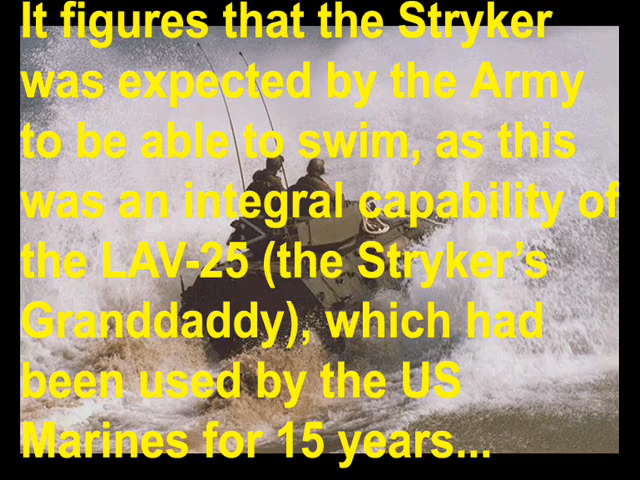 It figures that the Stryker
was expected by the Army
to be able to swim, as this
was an integral capability of
the LAV-25 (the Stryker's
Granddaddy), which had
been used by the US
Marines for 15 years...